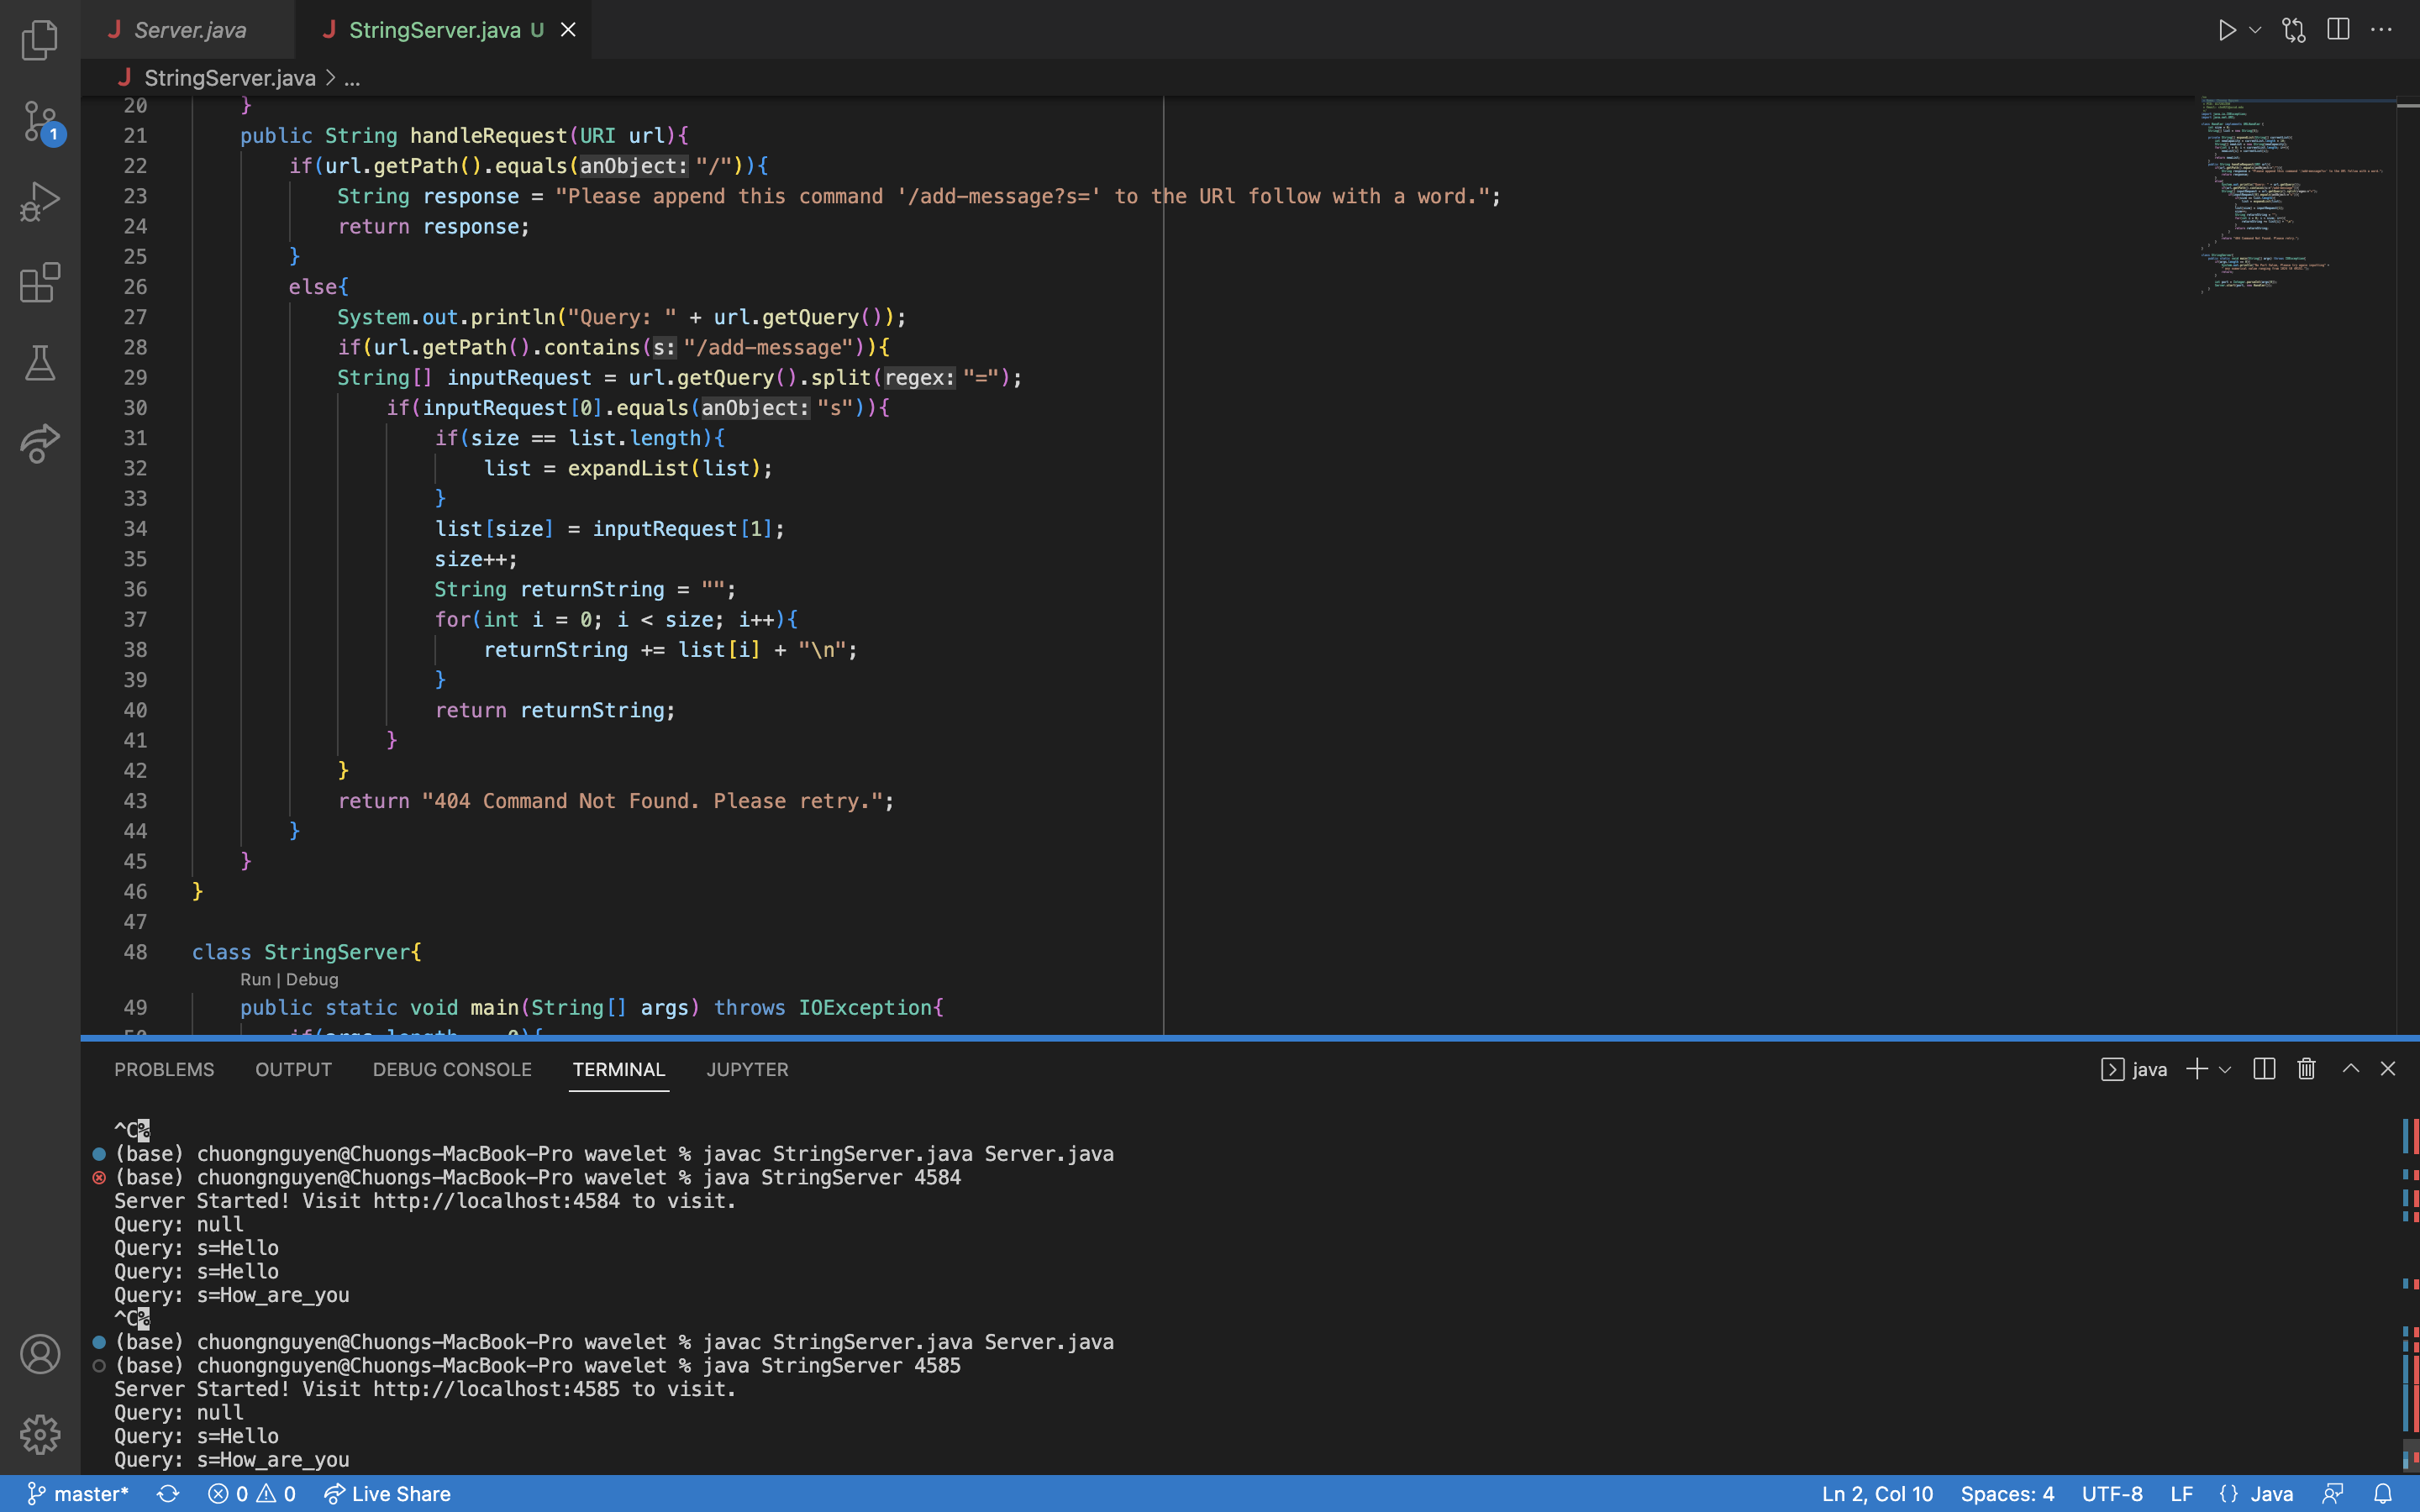 Server.java
StringServer.java U
StringServer.java > ...
20 }
21 public String handleRequest(URI url){
22 if(url.getPath().equals(anObject: "/")){
23 String response = "Please append this command '/add-message?s=' to the URl follow with a word.";
24 return response;
25 }
26 else{
27 System.out.println("Query: " + url.getQuery());
28 if(url.getPath().contains(s: "/add-message")){
29 String[] inputRequest = url.getQuery().split(regex: "=");
30 if(inputRequest[0].equals(anObject: "s")){
31 if(size == list.length){
32 list = expandList(list);
33 }
34 list[size] = inputRequest[1];
35 size++;
36 String returnString = "";
37 for(int i = 0; i < size; i++){
38 returnString += list[i] + "\n";
39 }
40 return returnString;
41 }
42 }
43 return "404 Command Not Found. Please retry.";
44 }
45 }
46 }
47
48 class StringServer{
Run | Debug
49 public static void main(String[] args) throws IOException{
PROBLEMS OUTPUT DEBUG CONSOLE TERMINAL JUPYTER java
^C%
(base) chuongnguyen@Chuongs-MacBook-Pro wavelet % javac StringServer.java Server.java
(base) chuongnguyen@Chuongs-MacBook-Pro wavelet % java StringServer 4584
Server Started! Visit http://localhost:4584 to visit.
Query: null
Query: s=Hello
Query: s=Hello
Query: s=How_are_you
^C%
(base) chuongnguyen@Chuongs-MacBook-Pro wavelet % javac StringServer.java Server.java
(base) chuongnguyen@Chuongs-MacBook-Pro wavelet % java StringServer 4585
Server Started! Visit http://localhost:4585 to visit.
Query: null
Query: s=Hello
Query: s=How_are_you
1
master* 0 0 Live Share Ln 2, Col 10 Spaces: 4 UTF-8 LF {} Java